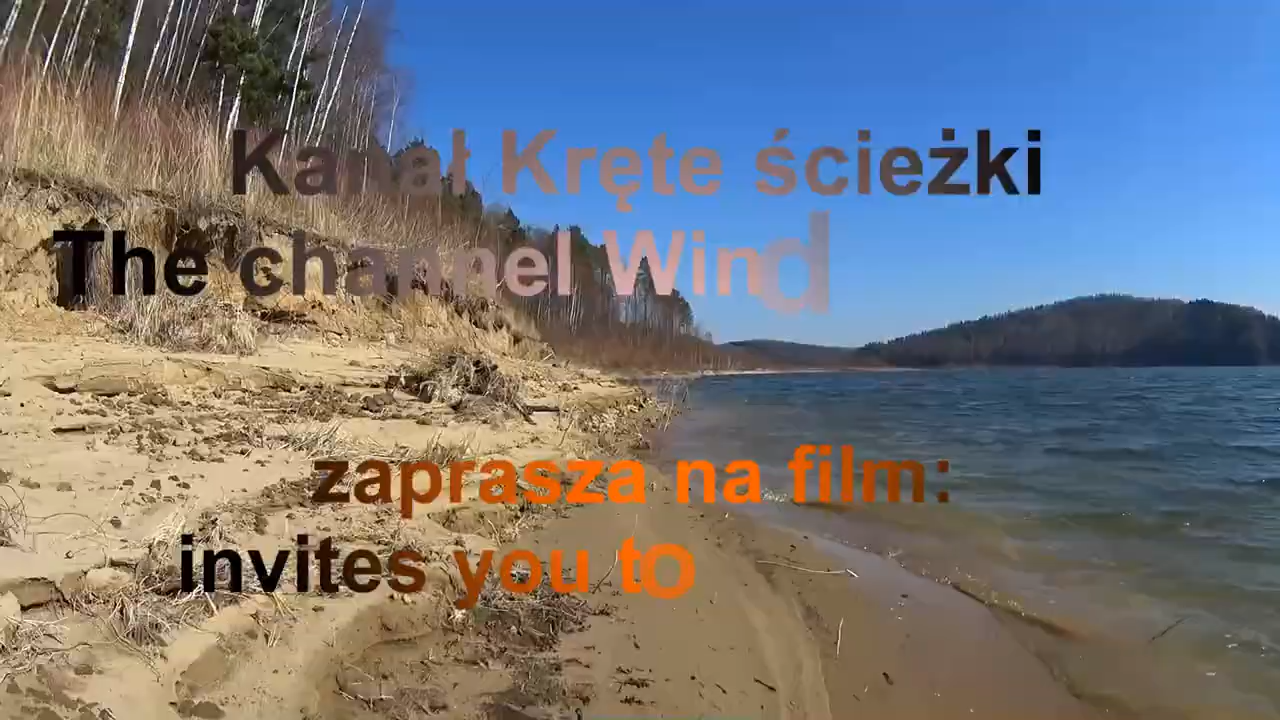 Kanał Kręte ścieżki
The channel Wind
zaprasza na film:
invites you to